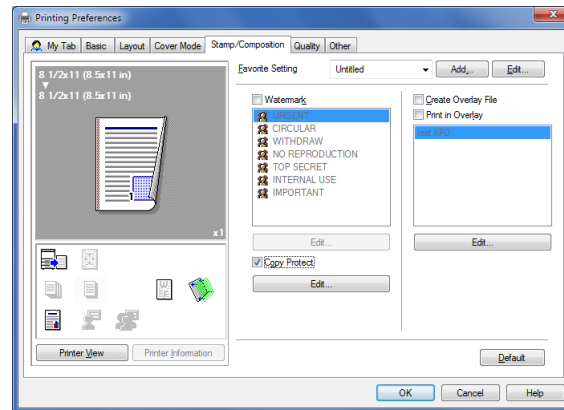 Printing Preferences
My Tab Basic Layout Cover Mode Stamp/Composition Quality Other
8 1/2x11 (8.5x11 in)
8 1/2x11 (8.5x11 in)
x1
Printer View Printer Information
Favorite Setting Untitled Add... Edit...
Watermark
URGENT
CIRCULAR
WITHDRAW
NO REPRODUCTION
TOP SECRET
INTERNAL USE
IMPORTANT
Edit...
Copy Protect
Edit...
Create Overlay File
Print in Overlay
Edit...
Default
OK Cancel Help